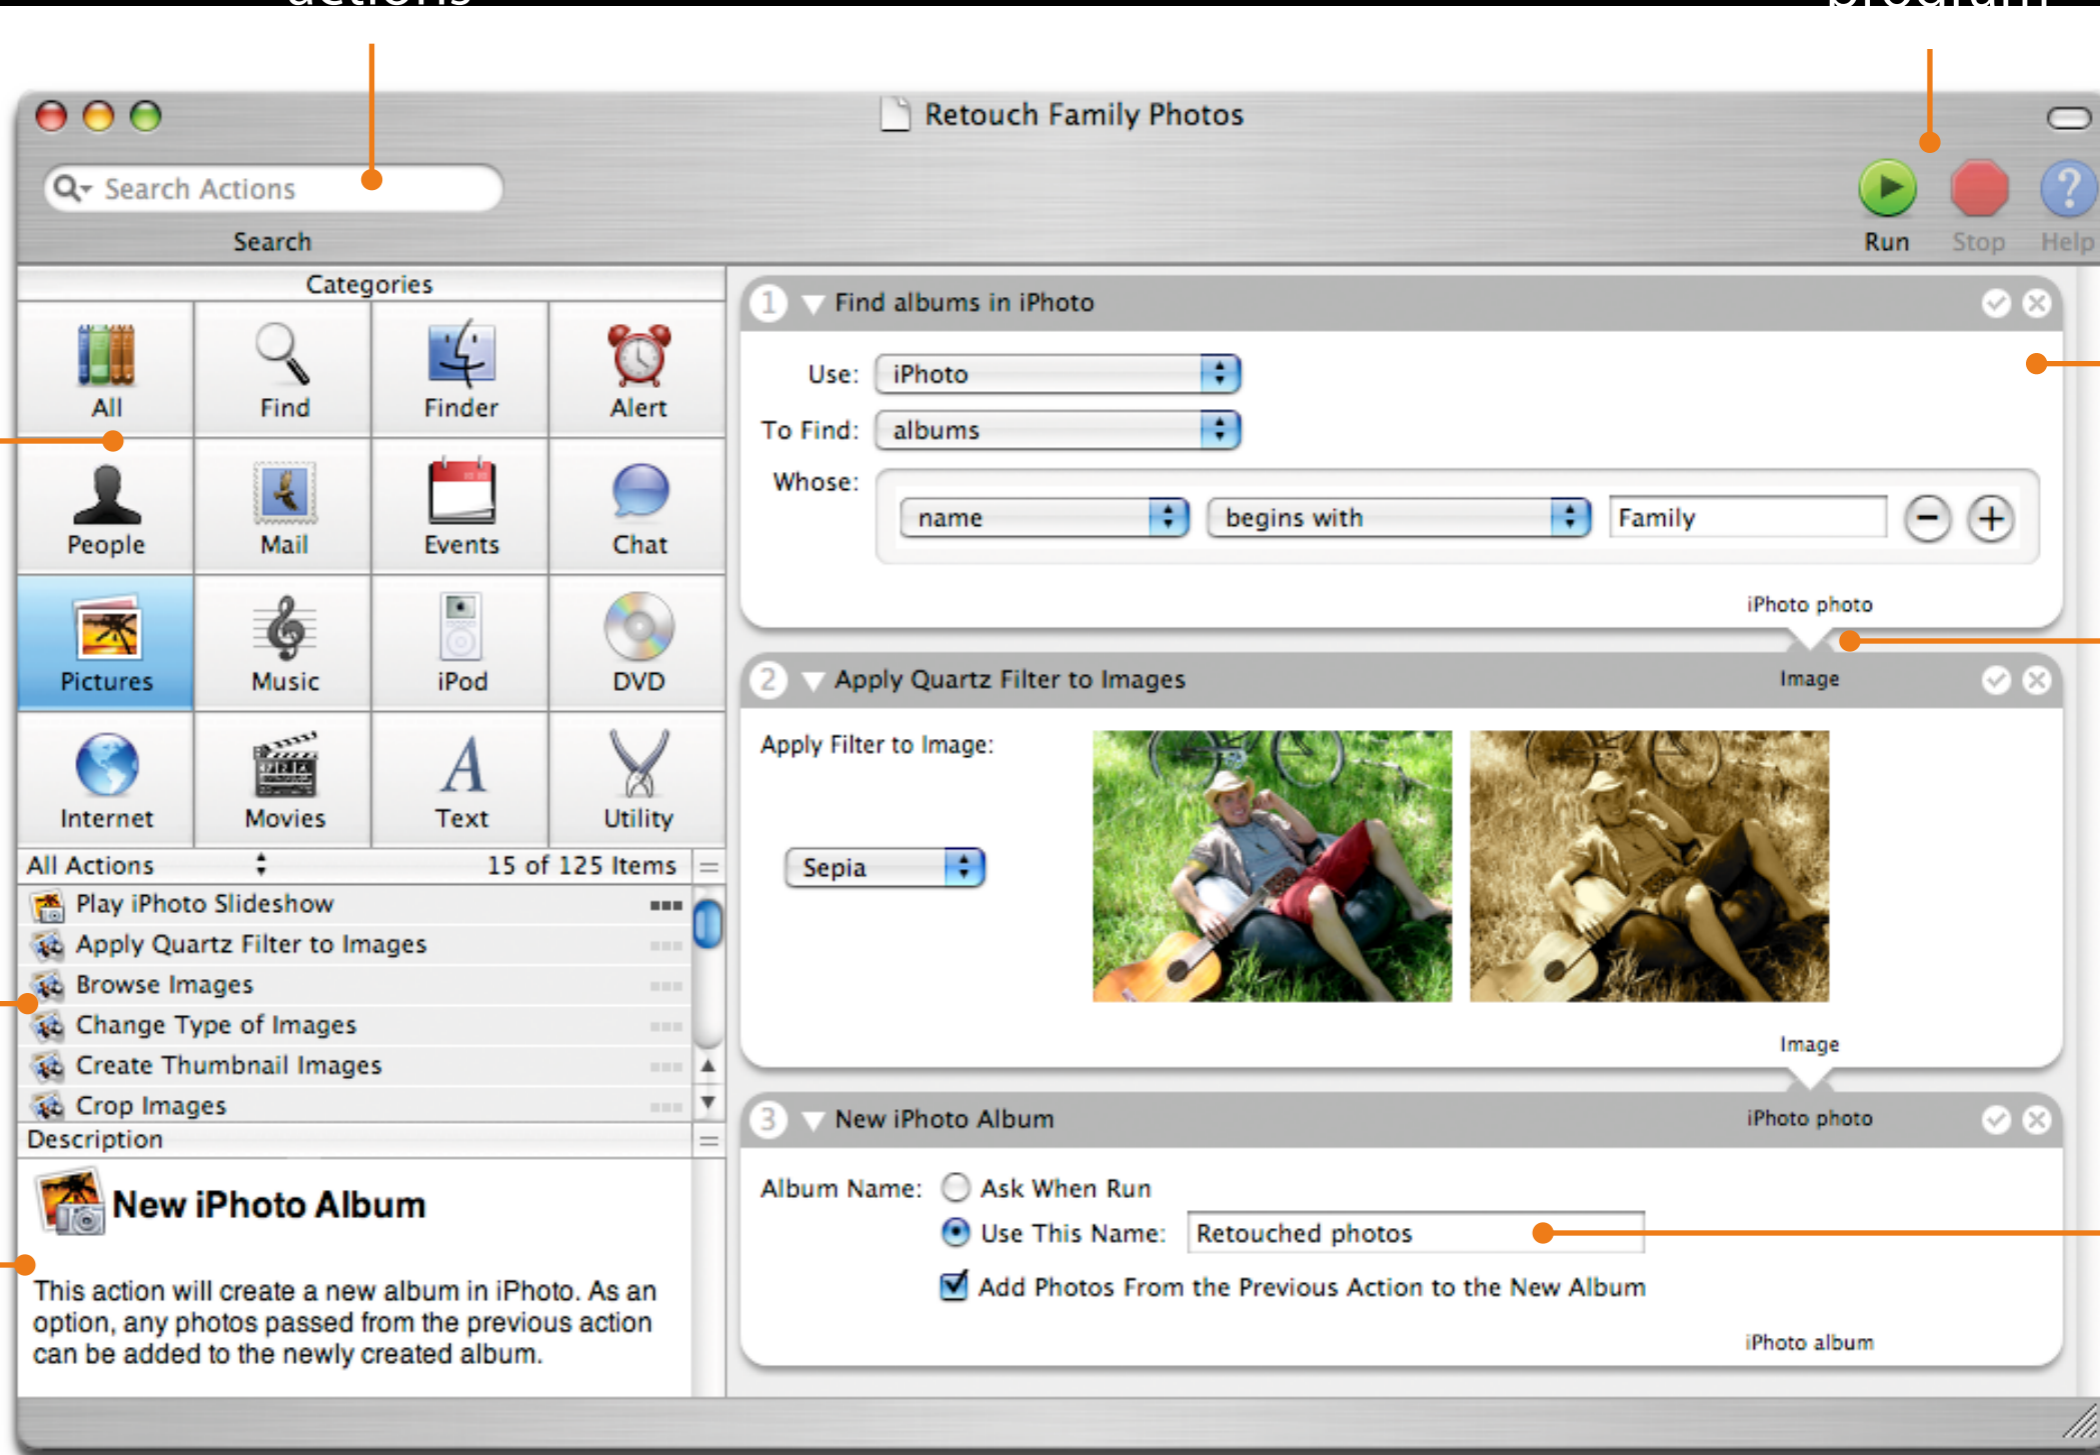 actions
program
Retouch Family Photos
Search Actions
Search
Run Stop Help
Categories
All Find Finder Alert
People Mail Events Chat
Pictures Music iPod DVD
Internet Movies Text Utility
All Actions 15 of 125 Items
Play iPhoto Slideshow
Apply Quartz Filter to Images
Browse Images
Change Type of Images
Create Thumbnail Images
Crop Images
Description
New iPhoto Album
This action will create a new album in iPhoto. As an
option, any photos passed from the previous action
can be added to the newly created album.
1 Find albums in iPhoto
Use: iPhoto
To Find: albums
Whose:
name begins with Family
iPhoto photo
2 Apply Quartz Filter to Images Image
Apply Filter to Image:
Sepia
Image
3 New iPhoto Album iPhoto photo
Album Name: Ask When Run
Use This Name: Retouched photos
Add Photos From the Previous Action to the New Album
iPhoto album